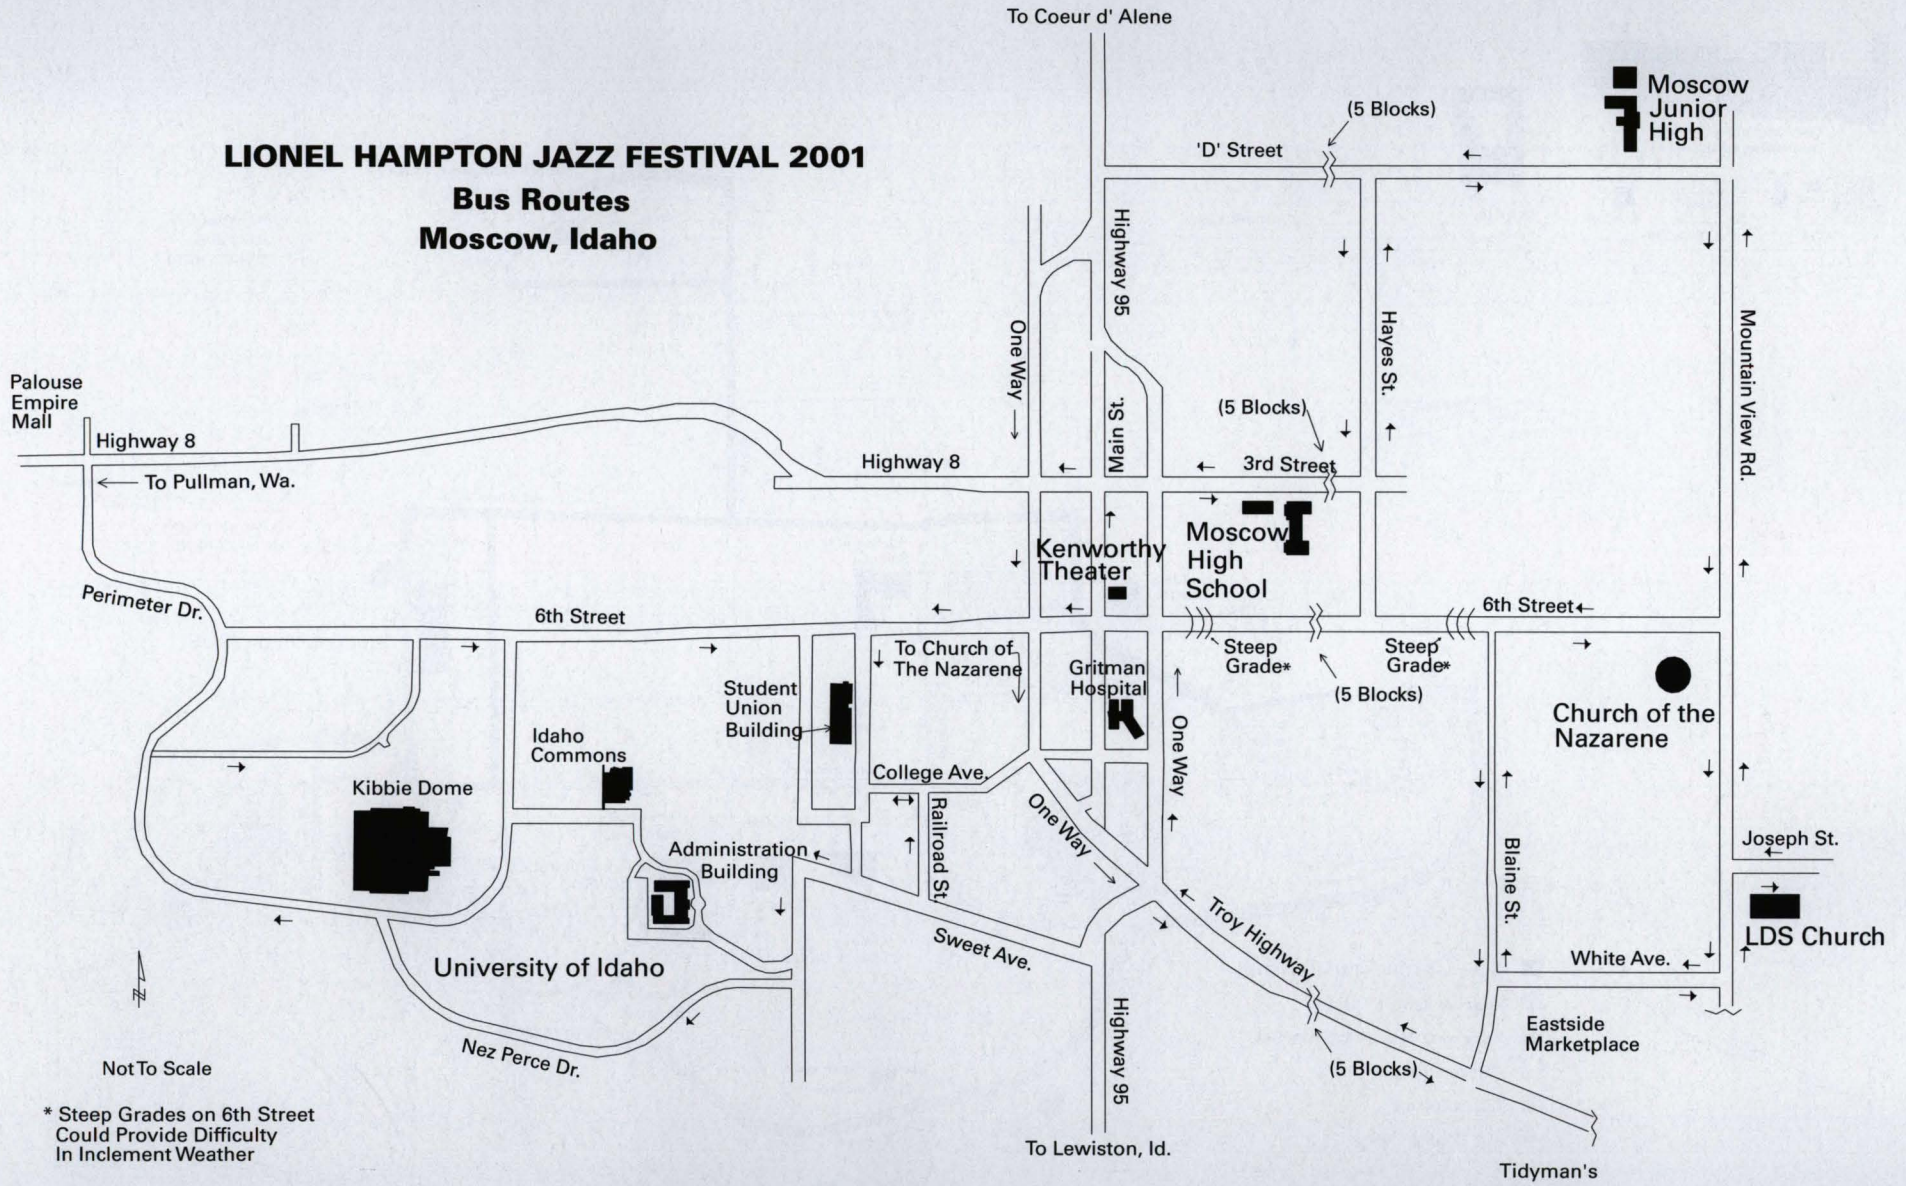 To Coeur d' Alene
LIONEL HAMPTON JAZZ FESTIVAL 2001
Bus Routes
Moscow, Idaho
(5 Blocks)
'D' Street
Moscow
Junior
High
Highway 95
One Way
Hayes St.
Mountain View Rd.
Palouse
Empire
Mall
Highway 8
To Pullman, Wa.
Highway 8
Main St.
(5 Blocks)
3rd Street
Perimeter Dr.
Kenworthy
Theater
Moscow
High
School
6th Street
6th Street
Steep
Grade*
Steep
Grade*
(5 Blocks)
To Church of
The Nazarene
Gritman
Hospital
Student
Union
Building
Church of the
Nazarene
Idaho
Commons
One Way
College Ave.
Kibbie Dome
One Way
Railroad St.
Administration
Building
Blaine St.
Joseph St.
Troy Highway
LDS Church
Sweet Ave.
White Ave.
University of Idaho
Highway 95
Eastside
Marketplace
Nez Perce Dr.
(5 Blocks)
Not To Scale
* Steep Grades on 6th Street
Could Provide Difficulty
In Inclement Weather
To Lewiston, Id.
Tidyman's